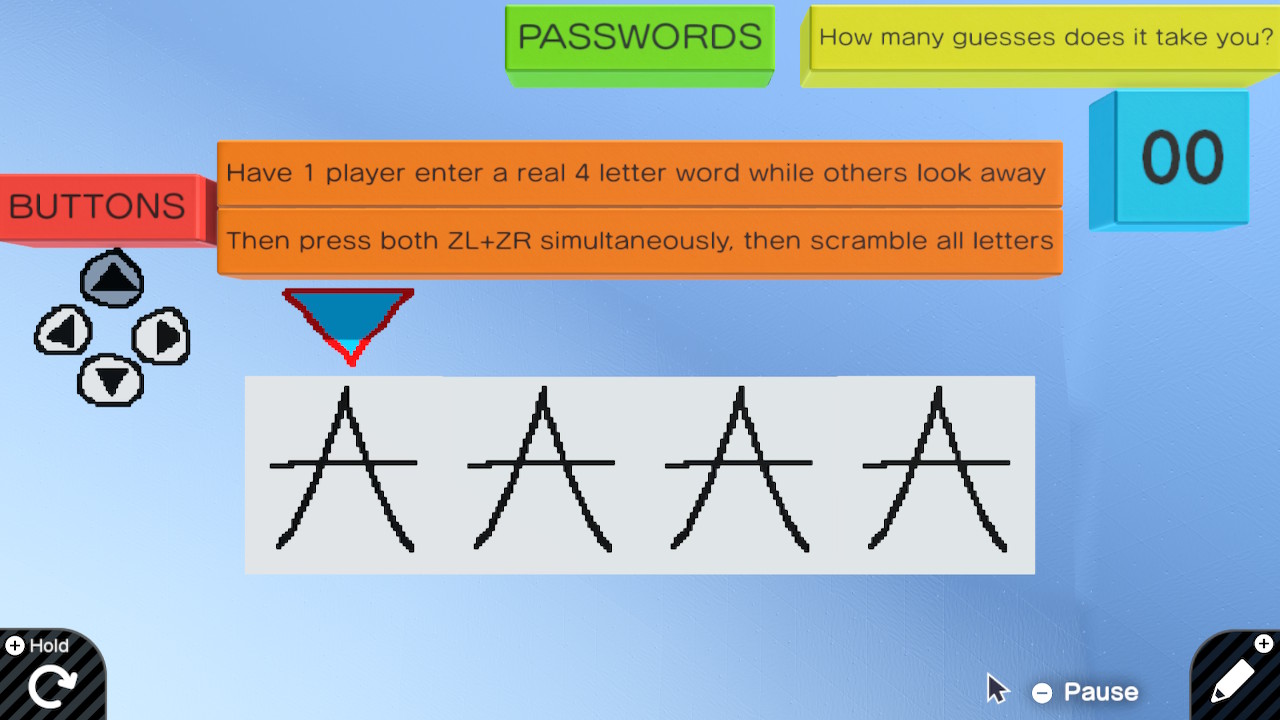 PASSWORDS
How many guesses does it take you?
00
Have 1 player enter a real 4 letter word while others look away
BUTTONS
Then press both ZL+ZR simultaneously, then scramble all letters
A A A A
Hold
Pause